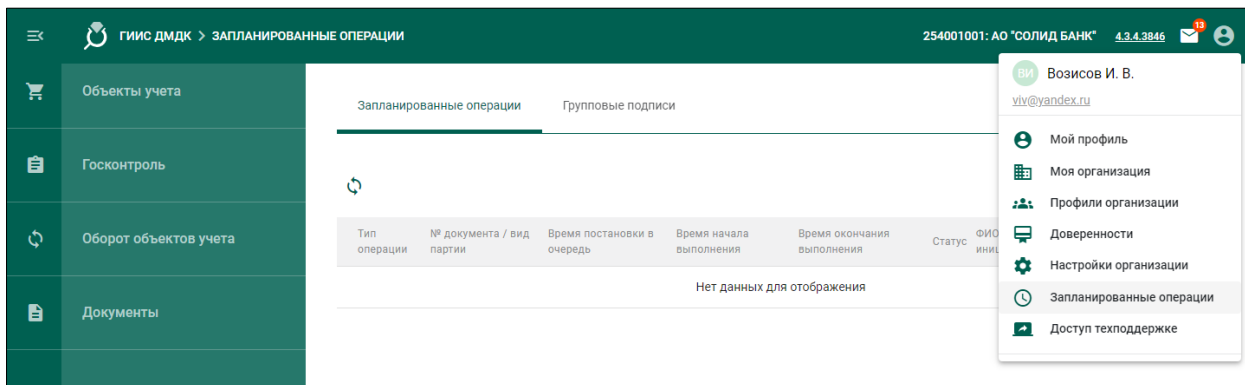 ГИИС ДМДК > ЗАПЛАНИРОВАННЫЕ ОПЕРАЦИИ
254001001: АО "СОЛИД БАНК" 4.3.4.3846 13
Объекты учета
Госконтроль
Оборот объектов учета
Документы
Запланированные операции Групповые подписи
Тип операции
№ документа / вид партии
Время постановки в очередь
Время начала выполнения
Время окончания выполнения
Статус
ФИО
Нет данных для отображения
ВИ Возисов И. В.
viv@yandex.ru
Мой профиль
Моя организация
Профили организации
Доверенности
Настройки организации
Запланированные операции
Доступ техподдержке